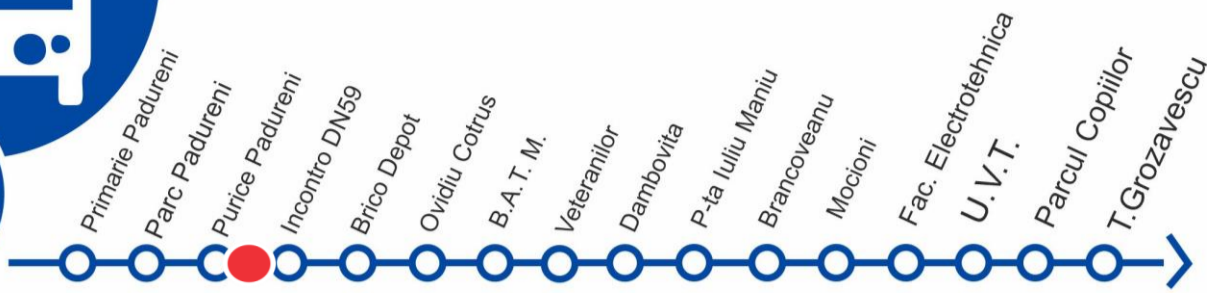 Primarie Padureni
Parc Padureni
Purice Padureni
Incontro DN59
Brico Depot
Ovidiu Cotrus
B.A.T. M.
Veteranilor
Dambovita
P-ta Iuliu Maniu
Brancoveanu
Mocioni
Fac. Electrotehnica
U.V.T.
Parcul Copiilor
T.Grozavescu